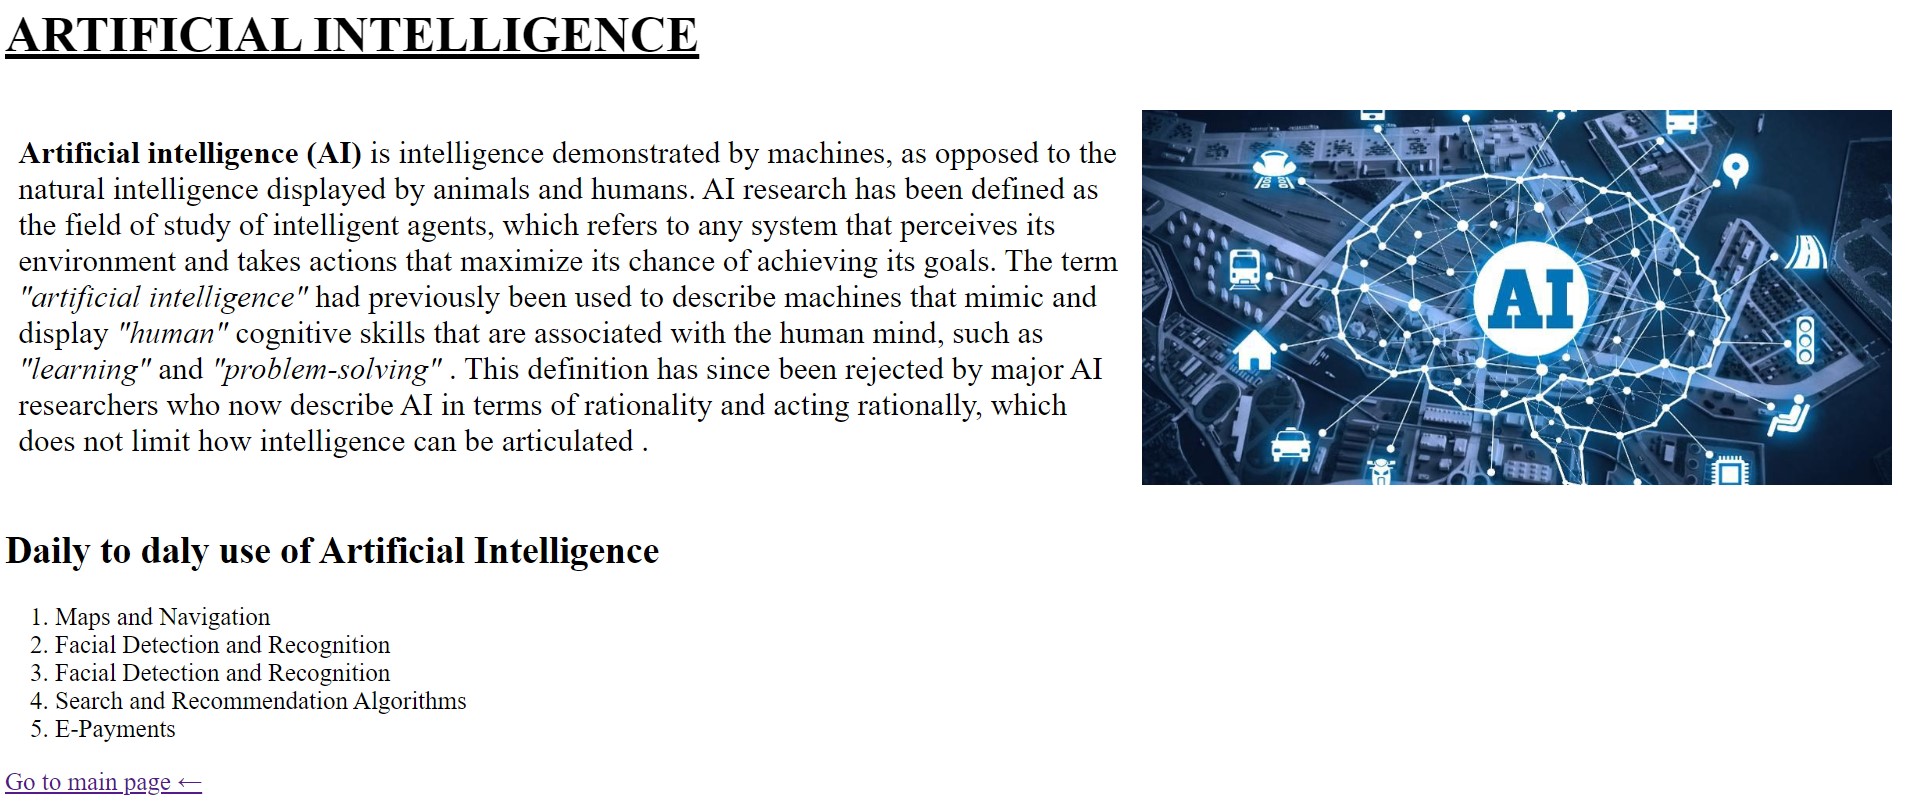 ARTIFICIAL INTELLIGENCE
Artificial intelligence (AI) is intelligence demonstrated by machines, as opposed to the
natural intelligence displayed by animals and humans. AI research has been defined as
the field of study of intelligent agents, which refers to any system that perceives its
environment and takes actions that maximize its chance of achieving its goals. The term
"artificial intelligence" had previously been used to describe machines that mimic and
display "human" cognitive skills that are associated with the human mind, such as
"learning" and "problem-solving" . This definition has since been rejected by major AI
researchers who now describe AI in terms of rationality and acting rationally, which
does not limit how intelligence can be articulated .
AI
Daily to daly use of Artificial Intelligence
1. Maps and Navigation
2. Facial Detection and Recognition
3. Facial Detection and Recognition
4. Search and Recommendation Algorithms
5. E-Payments
Go to main page ←